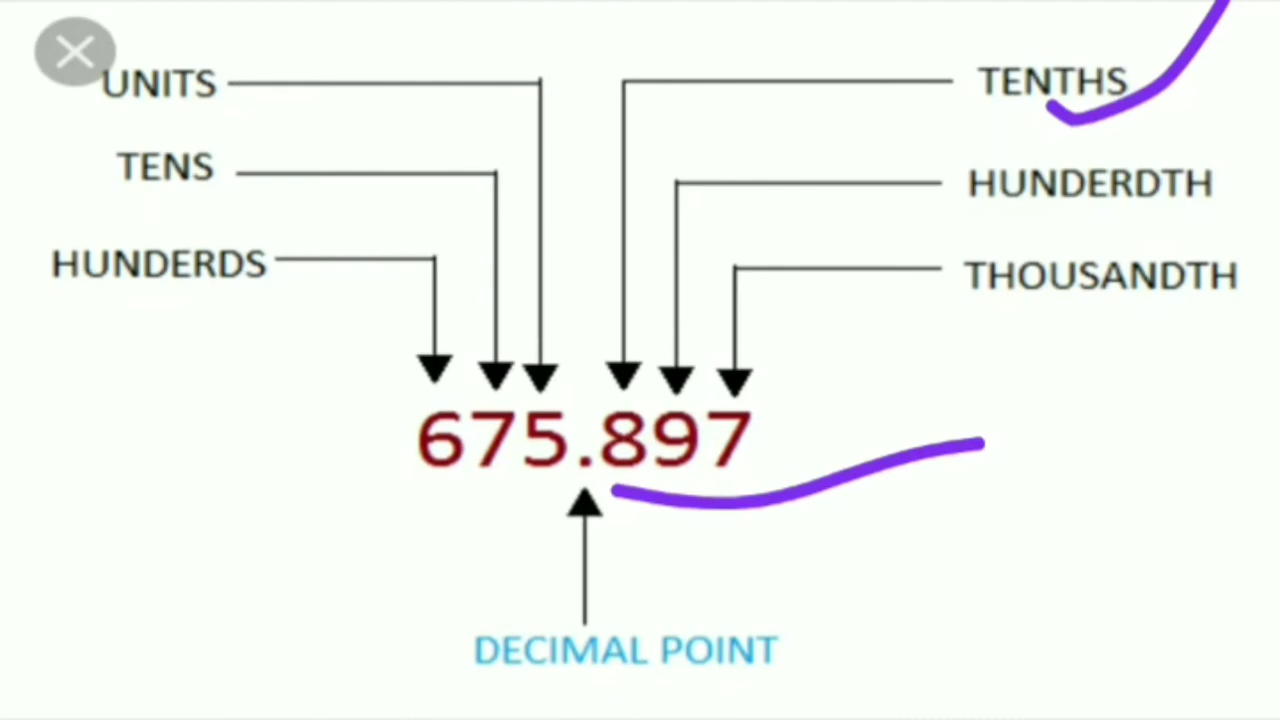 UNITS
TENTHS
TENS
HUNDERDTH
HUNDERDS
THOUSANDTH
675.897
DECIMAL POINT